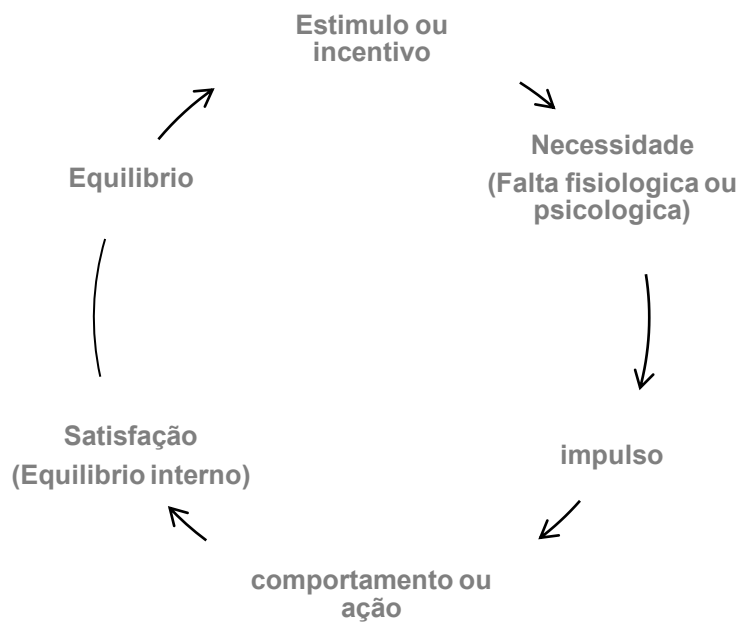 Estimulo ou
incentivo
Necessidade
(Falta fisiologica ou
psicologica)
impulso
comportamento ou
ação
Satisfação
(Equilibrio interno)
Equilibrio